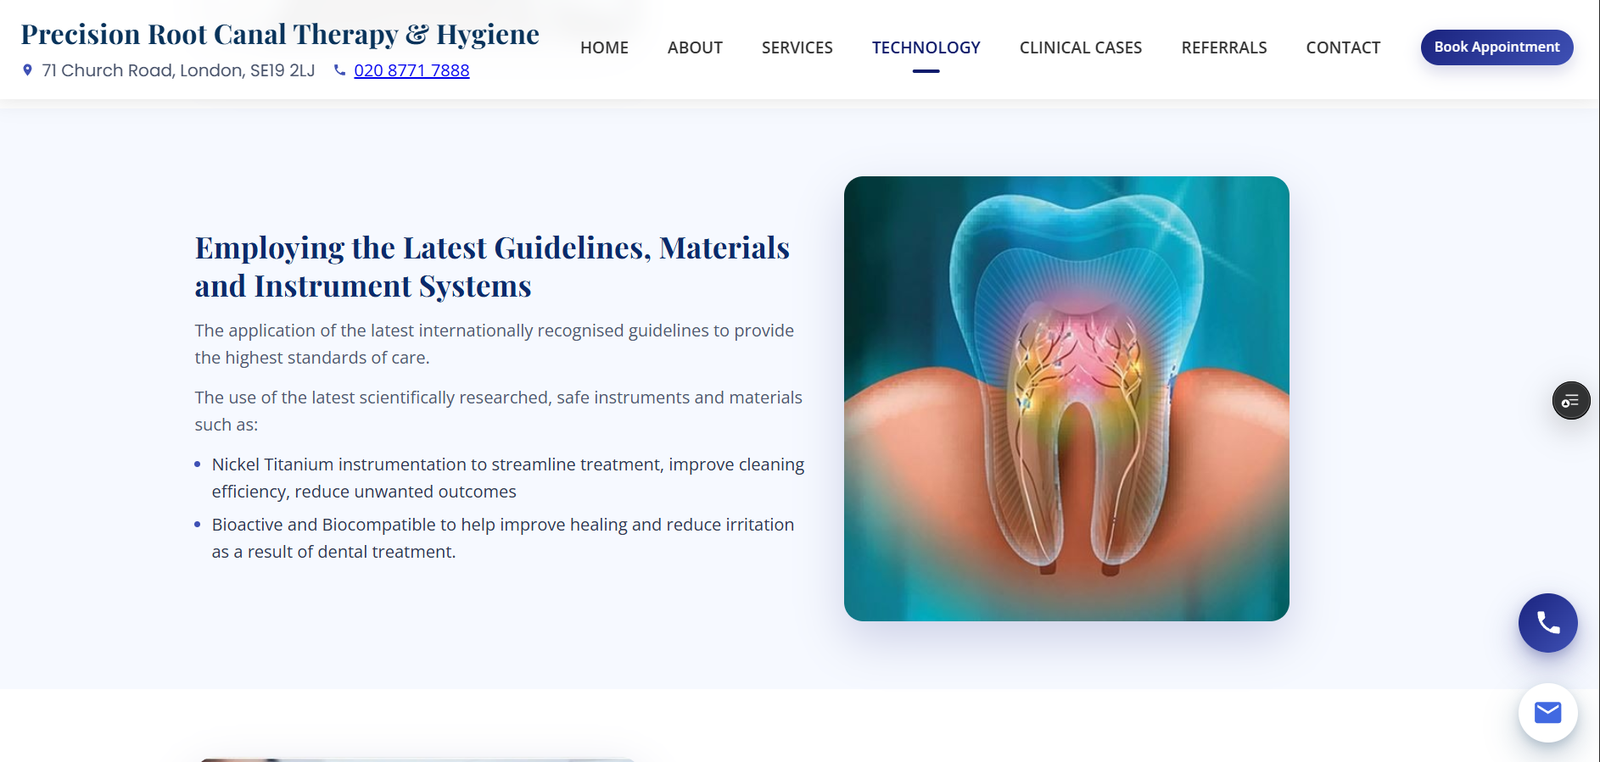 Precision Root Canal Therapy & Hygiene
71 Church Road, London, SE19 2LJ 020 8771 7888
HOME ABOUT SERVICES TECHNOLOGY CLINICAL CASES REFERRALS CONTACT Book Appointment
Employing the Latest Guidelines, Materials
and Instrument Systems
The application of the latest internationally recognised guidelines to provide
the highest standards of care.
The use of the latest scientifically researched, safe instruments and materials
such as:
Nickel Titanium instrumentation to streamline treatment, improve cleaning
efficiency, reduce unwanted outcomes
Bioactive and Biocompatible to help improve healing and reduce irritation
as a result of dental treatment.